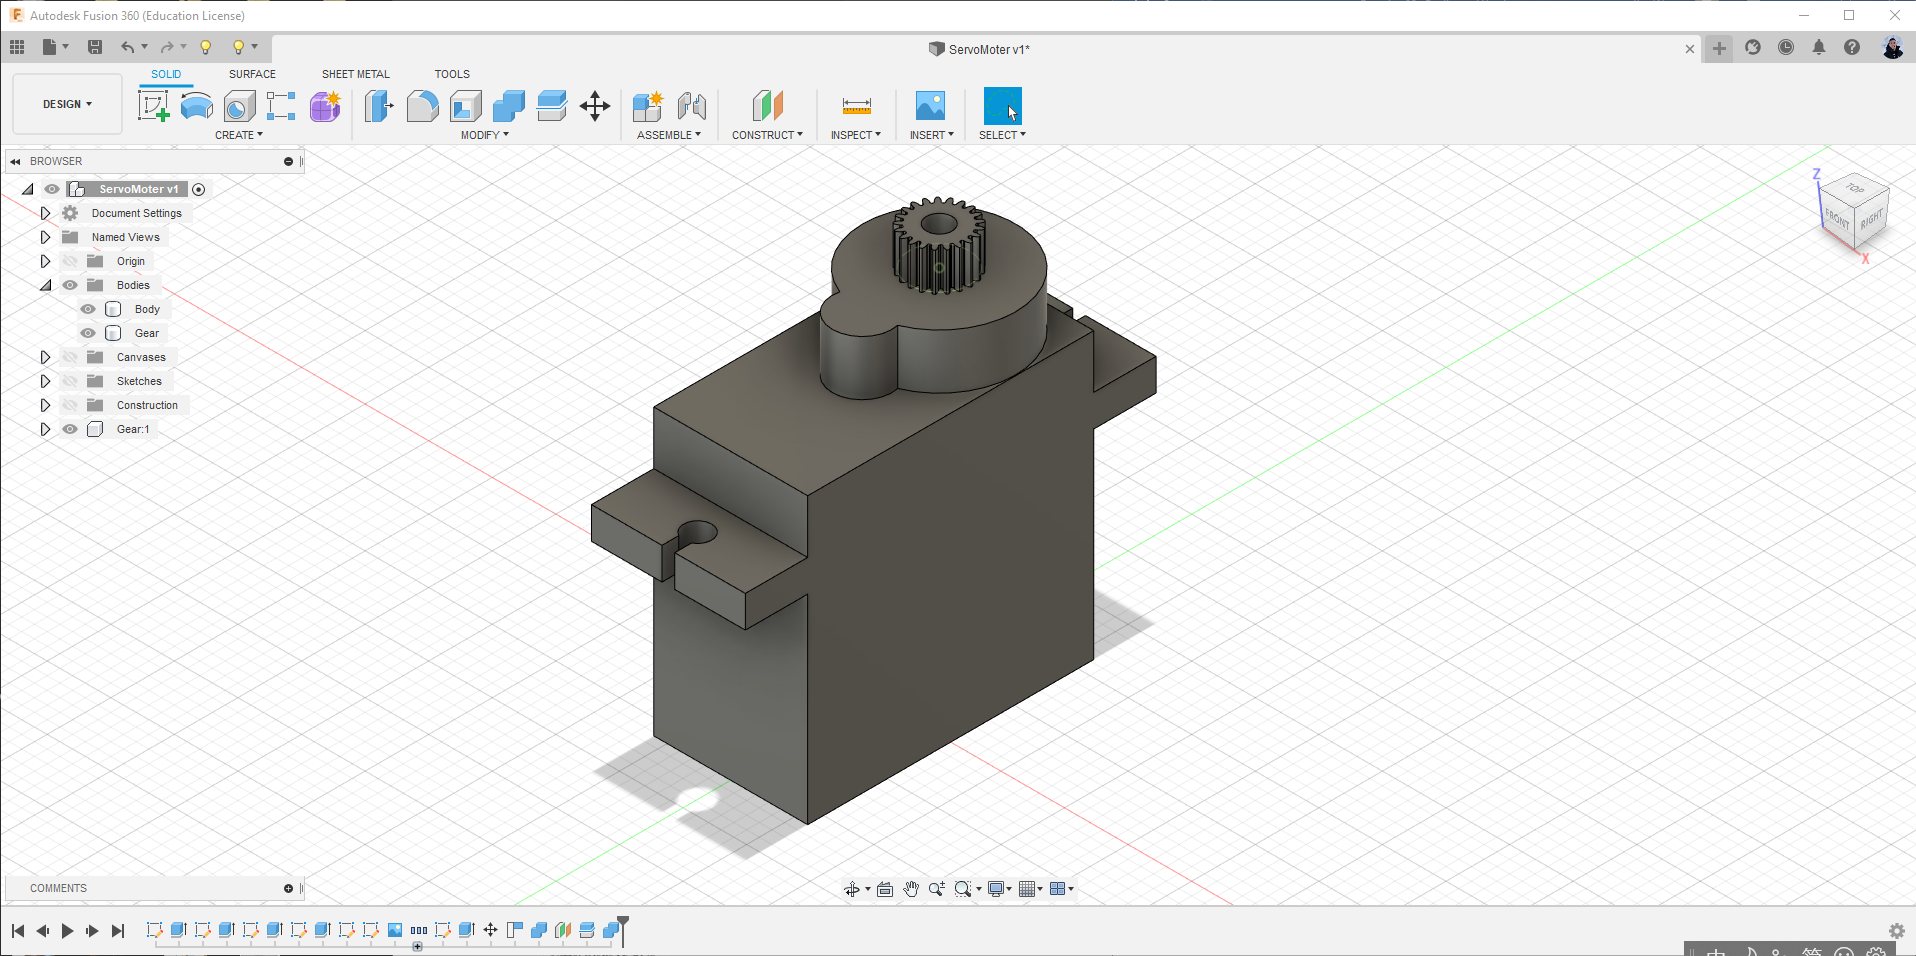 Autodesk Fusion 360 (Education License)
ServoMoter v1*
SOLID SURFACE SHEET METAL TOOLS
DESIGN
CREATE MODIFY ASSEMBLE CONSTRUCT INSPECT INSERT SELECT
BROWSER
ServoMoter v1
Document Settings
Named Views
Origin
Bodies
Body
Gear
Canvases
Sketches
Construction
Gear:1
Z
TOP
FRONT RIGHT
X
COMMENTS